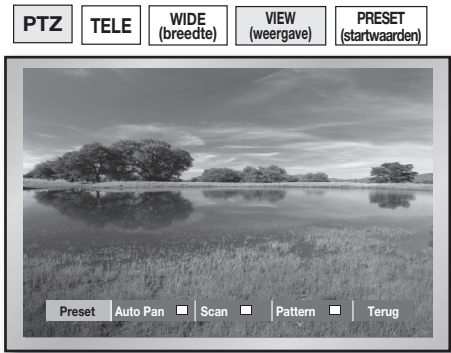 PTZ TELE WIDE (breedte) VIEW (weergave) PRESET (startwaarden)
Preset Auto Pan Scan Pattern Terug